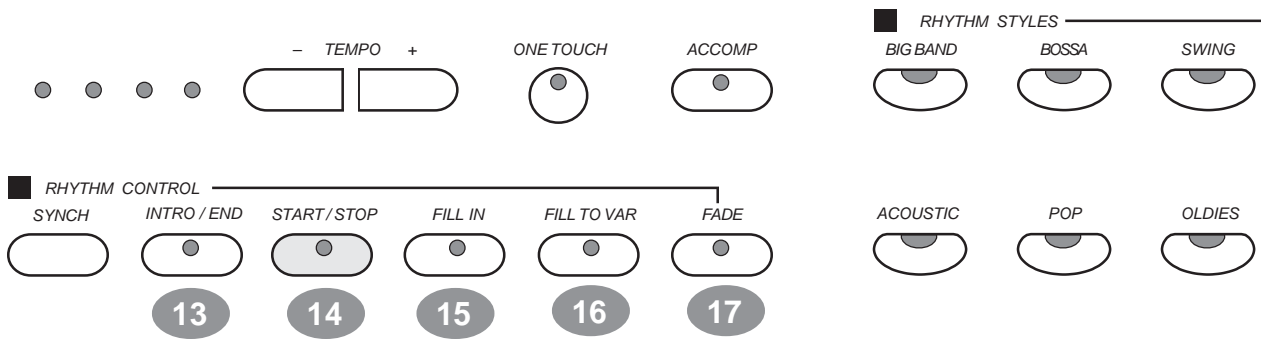 RHYTHM STYLES
– TEMPO + ONE TOUCH ACCOMP BIG BAND BOSSA SWING
RHYTHM CONTROL
SYNCH INTRO / END START / STOP FILL IN FILL TO VAR FADE ACOUSTIC POP OLDIES
13 14 15 16 17